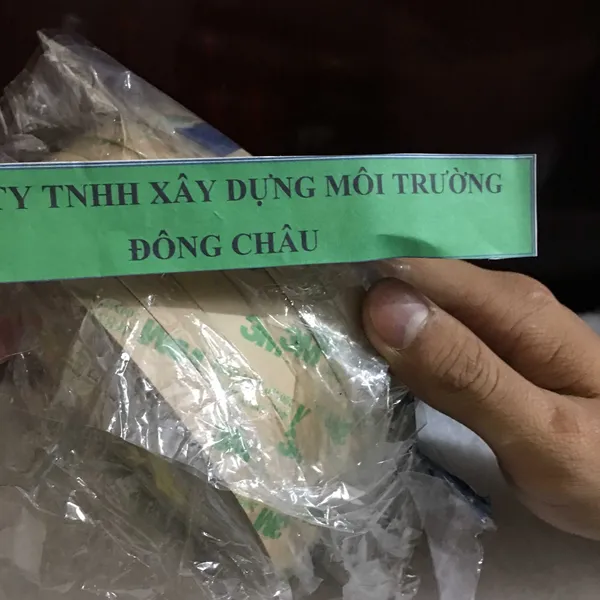 TY TNHH XÂY DỰNG MÔI TRƯỜNG
ĐÔNG CHÂU